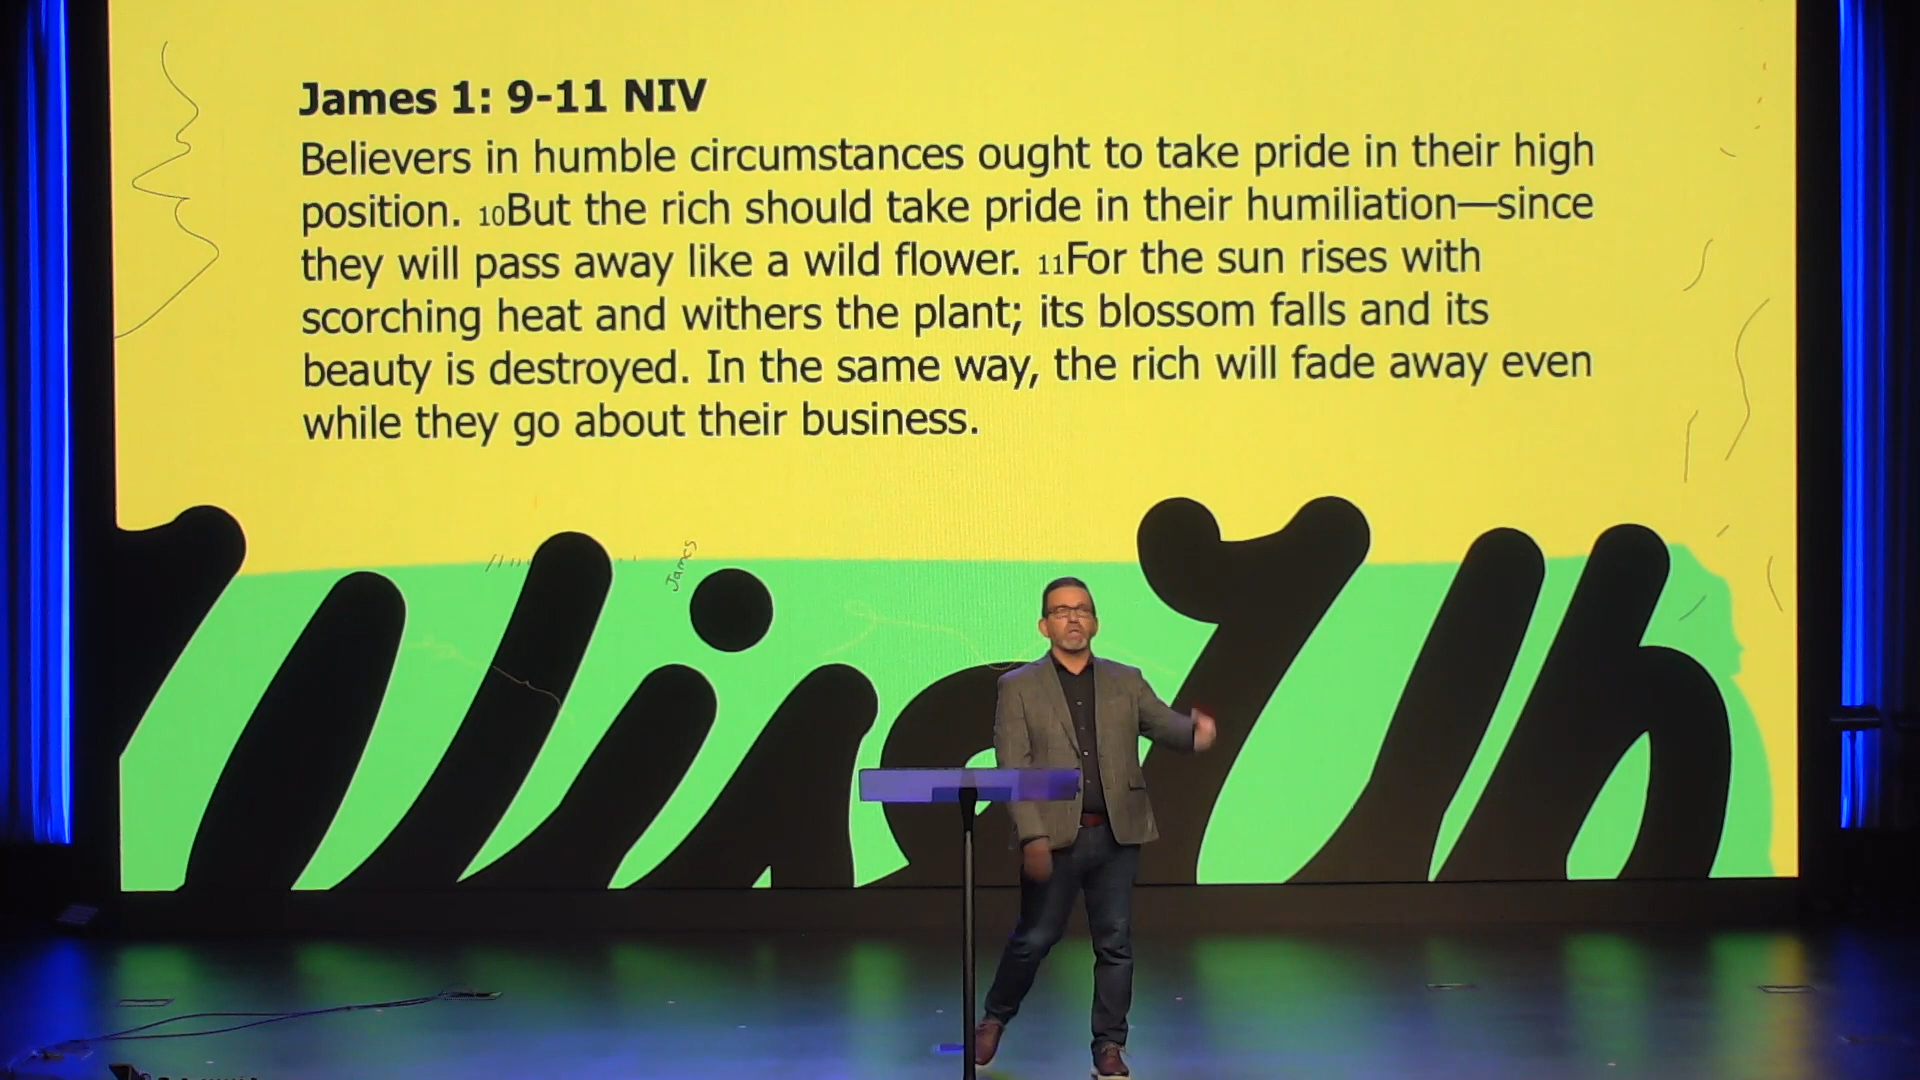 James 1: 9-11 NIV
Believers in humble circumstances ought to take pride in their high
position. 10But the rich should take pride in their humiliation—since
they will pass away like a wild flower. 11For the sun rises with
scorching heat and withers the plant; its blossom falls and its
beauty is destroyed. In the same way, the rich will fade away even
while they go about their business.
James